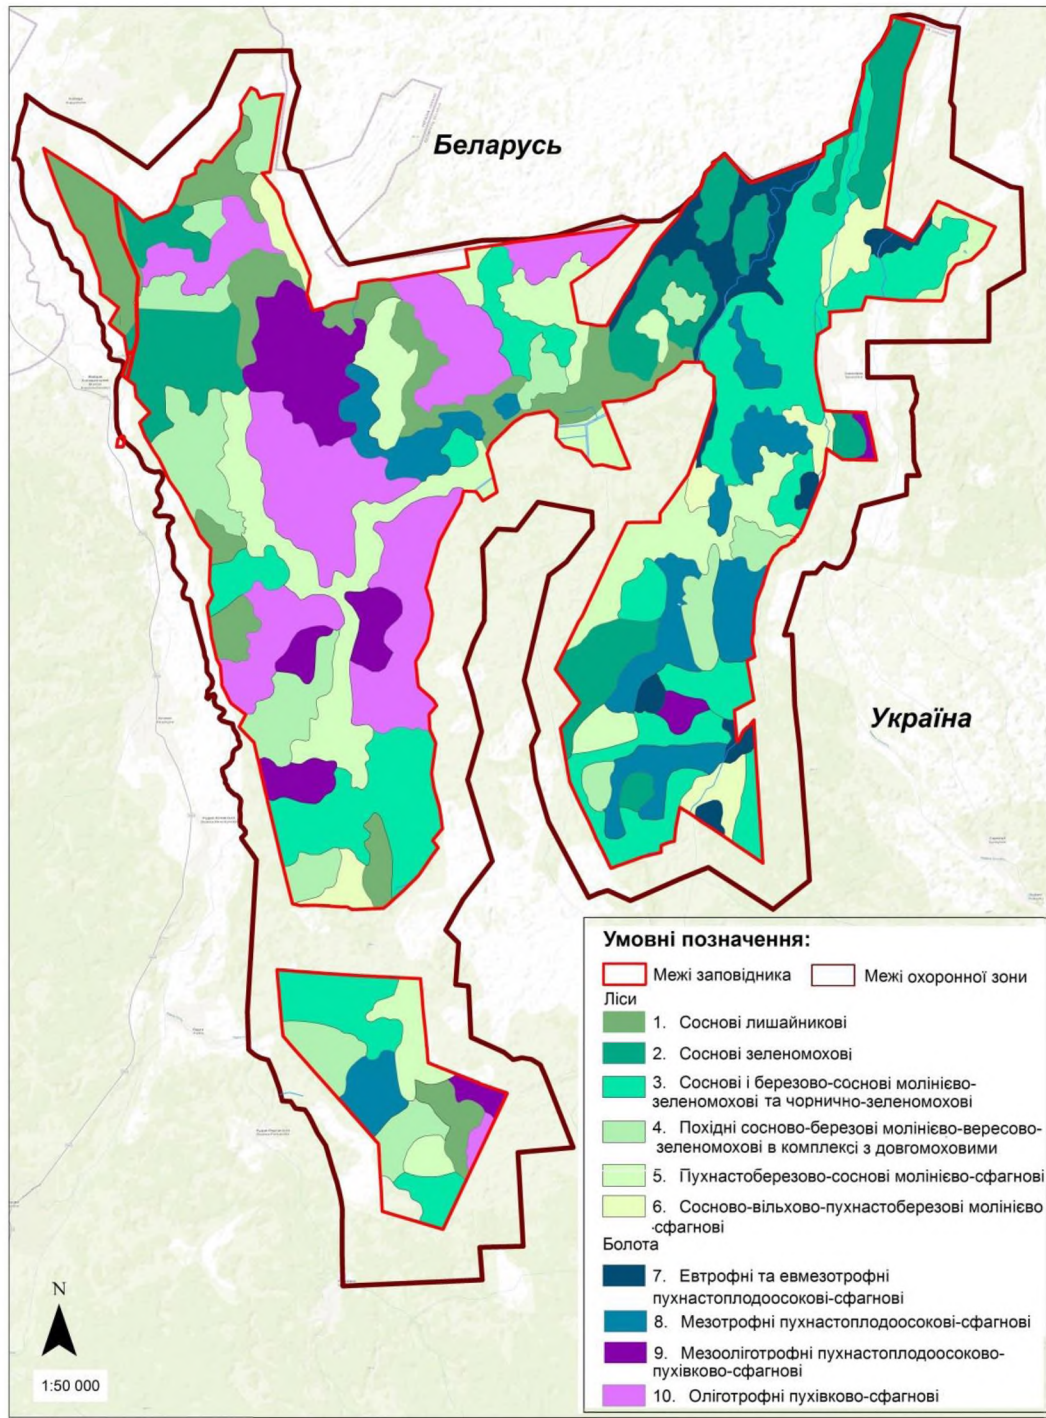 Беларусь
Україна
Умовні позначення:
Межі заповідника
Межі охоронної зони
Ліси
1. Соснові лишайникові
2. Соснові зеленомохові
3. Соснові і березово-соснові молінієво-
зеленомохові та чорнично-зеленомохові
4. Похідні сосново-березові молінієво-вересово-
зеленомохові в комплексі з довгомоховими
5. Пухнастоберезово-соснові молінієво-сфагнові
6. Сосново-вільхово-пухнастоберезові молінієво
-сфагнові
Болота
7. Евтрофні та евмезотрофні
пухнастоплодоосокові-сфагнові
8. Мезотрофні пухнастоплодоосокові-сфагнові
9. Мезооліготрофні пухнастоплодоосоково-
пухівково-сфагнові
10. Оліготрофні пухівково-сфагнові
N
1:50 000